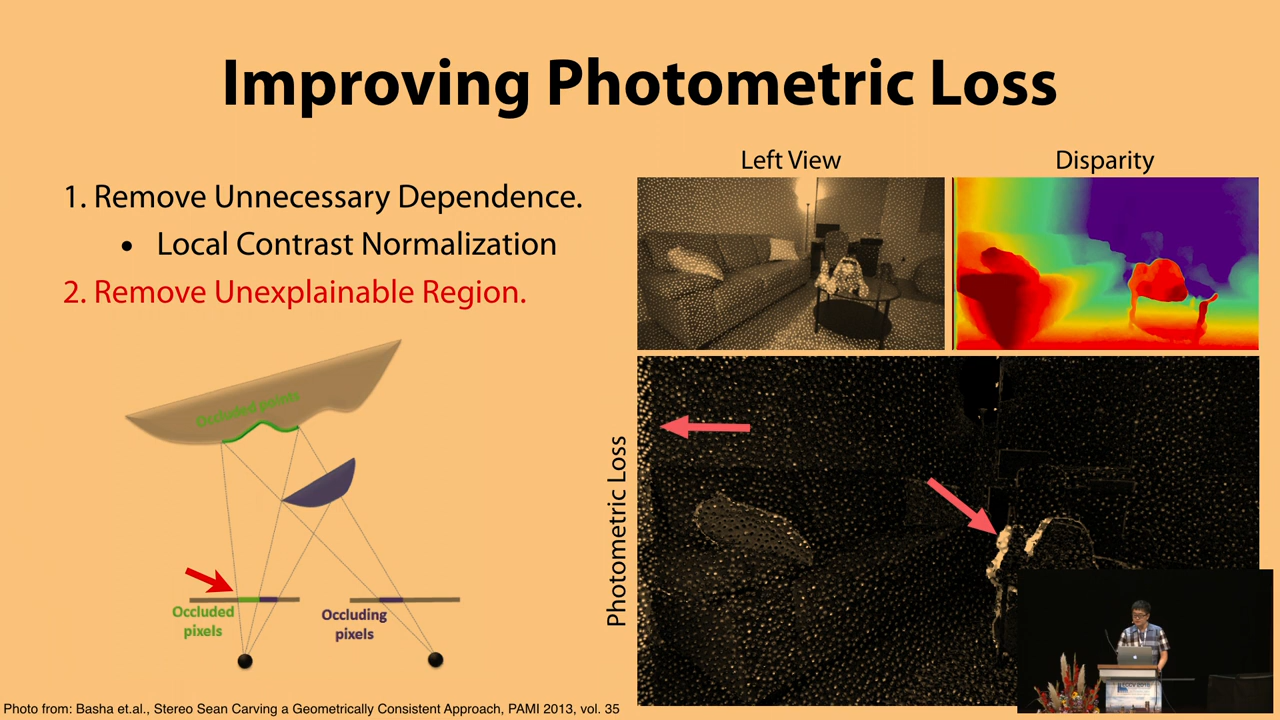 Improving Photometric Loss
1. Remove Unnecessary Dependence.
• Local Contrast Normalization
2. Remove Unexplainable Region.
Left View
Disparity
Photometric Loss
Occluded points
Occluded
pixels
Occluding
pixels
Photo from: Basha et.al., Stereo Sean Carving a Geometrically Consistent Approach, PAMI 2013, vol. 35
ECCV 2018